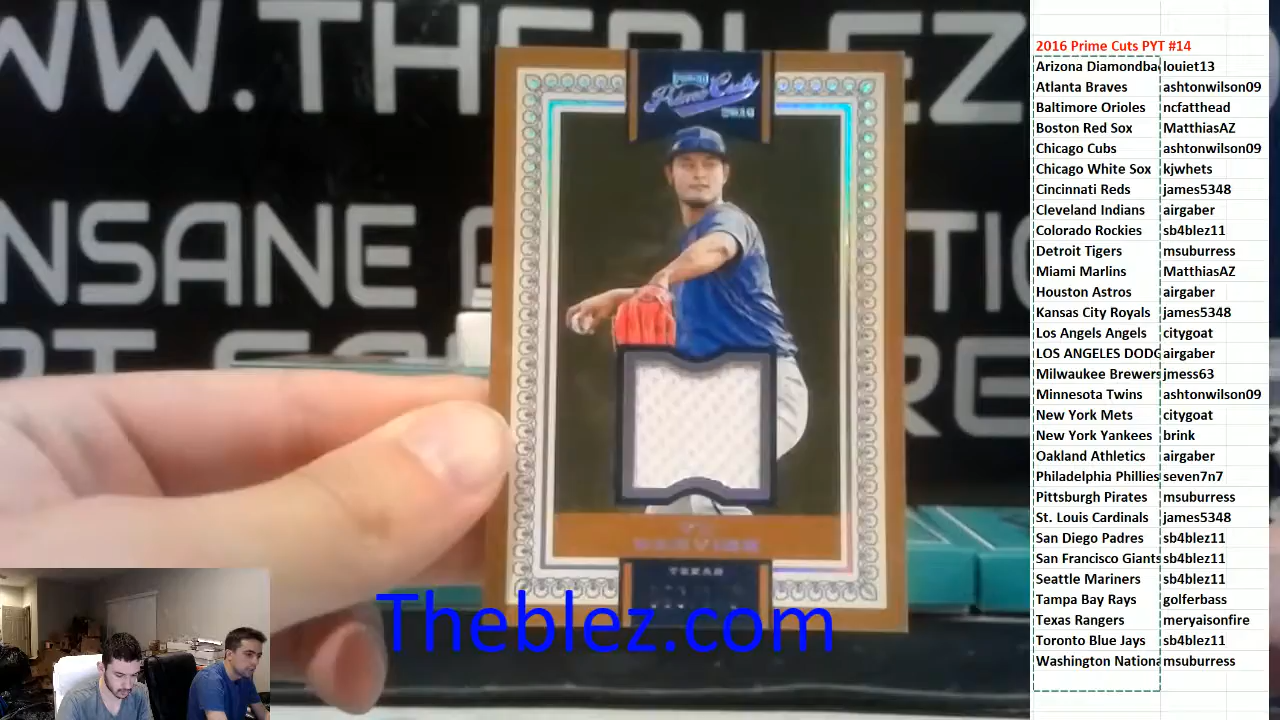 WWW.THEBLEZ
INSANE
PRIME CUTS
2016
YU
DARVISH
TEXAS
Theblez.com
2016 Prime Cuts PYT #14
Arizona Diamondba louiet13
Atlanta Braves ashtonwilson09
Baltimore Orioles ncfatthead
Boston Red Sox MatthiasAZ
Chicago Cubs ashtonwilson09
Chicago White Sox kjwhets
Cincinnati Reds james5348
Cleveland Indians airgaber
Colorado Rockies sb4blez11
Detroit Tigers msuburress
Miami Marlins MatthiasAZ
Houston Astros airgaber
Kansas City Royals james5348
Los Angels Angels citygoat
LOS ANGELES DODG airgaber
Milwaukee Brewers jmess63
Minnesota Twins ashtonwilson09
New York Mets citygoat
New York Yankees brink
Oakland Athletics airgaber
Philadelphia Phillies seven7n7
Pittsburgh Pirates msuburress
St. Louis Cardinals james5348
San Diego Padres sb4blez11
San Francisco Giants sb4blez11
Seattle Mariners sb4blez11
Tampa Bay Rays golferbass
Texas Rangers meryaisonfire
Toronto Blue Jays sb4blez11
Washington Nationa msuburress